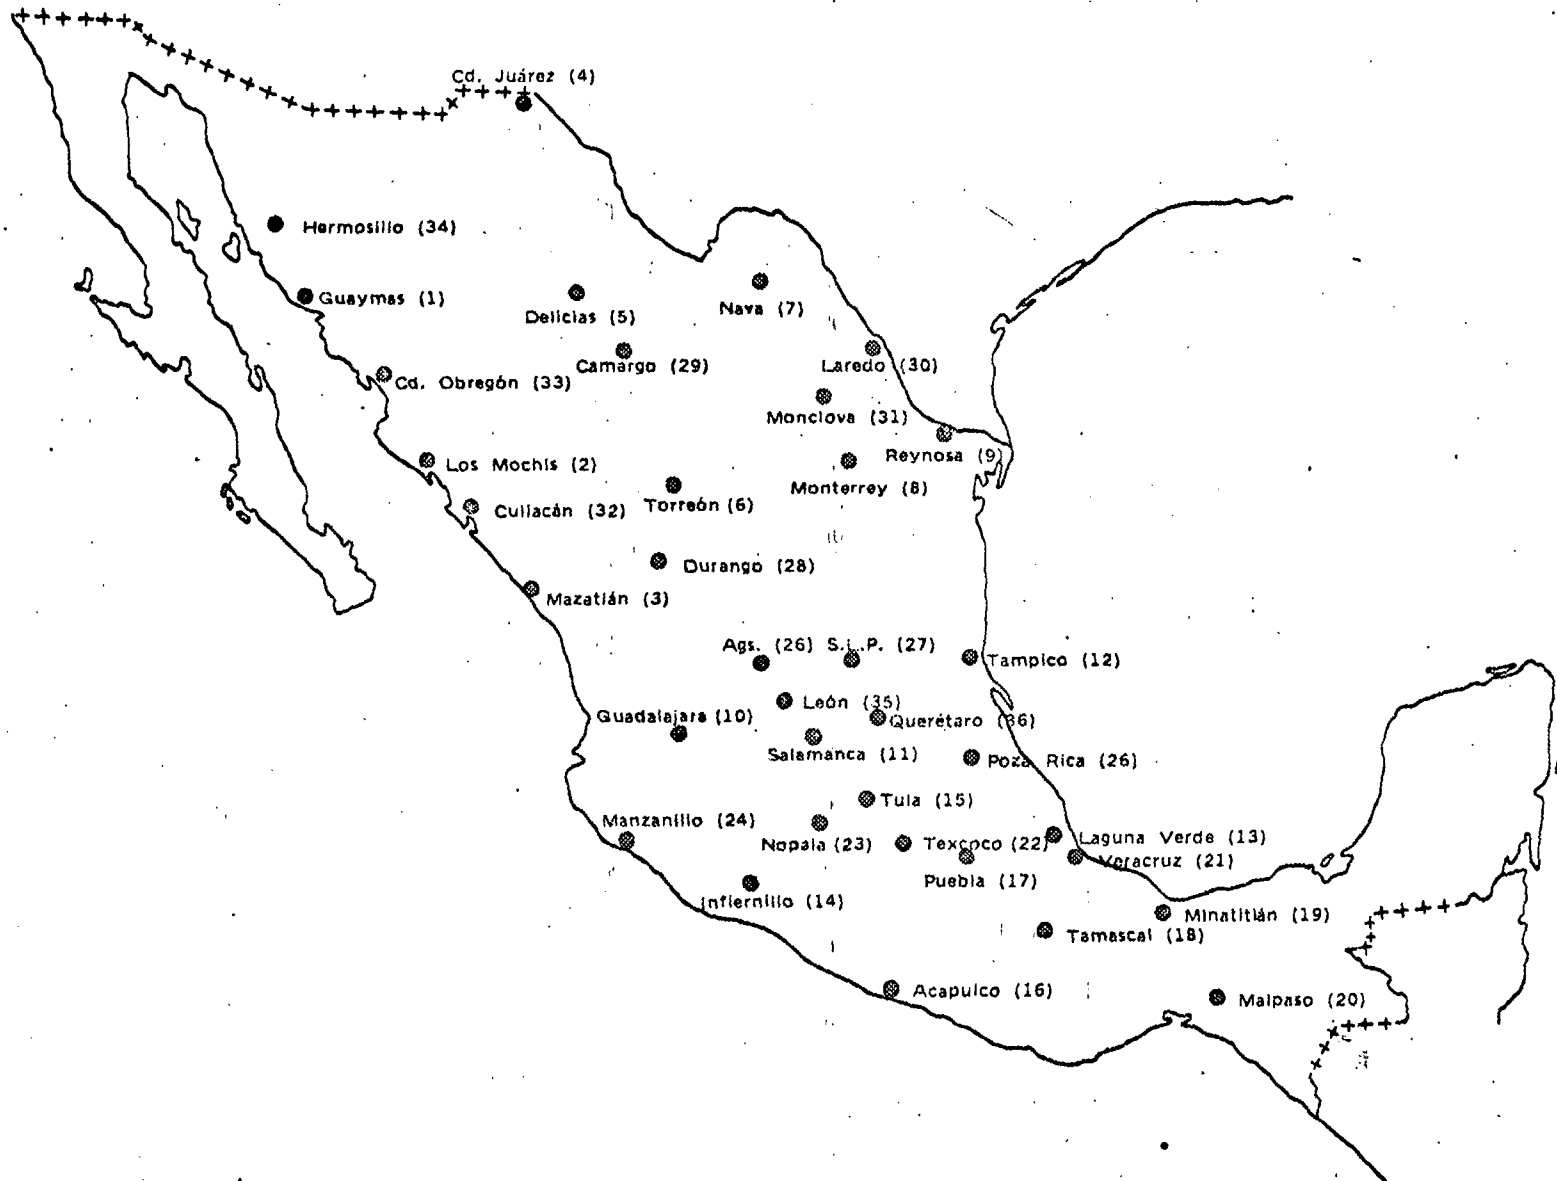 Cd. Juárez (4)
Hermosillo (34)
Guaymas (1)
Delicias (5)
Nava (7)
Camargo (29)
Laredo (30)
Cd. Obregón (33)
Monclova (31)
Reynosa (9)
Los Mochis (2)
Monterrey (8)
Torreón (6)
Culiacán (32)
Durango (28)
Mazatlán (3)
Ags. (26) S.L.P. (27)
Tampico (12)
León (35)
Guadalajara (10)
Querétaro (36)
Salamanca (11)
Poza Rica (26)
Tula (15)
Manzanillo (24)
Nopala (23)
Texcoco (22)
Laguna Verde (13)
Veracruz (21)
Puebla (17)
Infiernillo (14)
Minatitlán (19)
Tamascal (18)
Acapulco (16)
Malpaso (20)